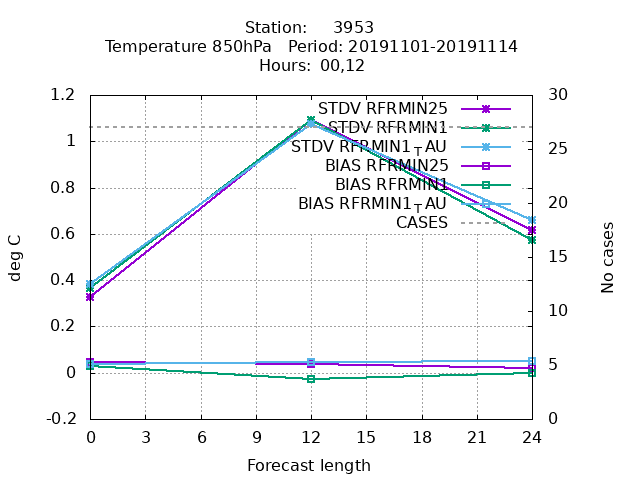 Station:     3953
Temperature 850hPa   Period: 20191101-20191114
Hours: 00,12
1.2
1
0.8
0.6
0.4
0.2
0
-0.2
deg C
30
25
20
15
10
5
0
No cases
STDV RFRMIN25
STDV RFRMIN1
STDV RFRMIN1TAU
BIAS RFRMIN25
BIAS RFRMIN1
BIAS RFRMIN1TAU
CASES
0 3 6 9 12 15 18 21 24
Forecast length